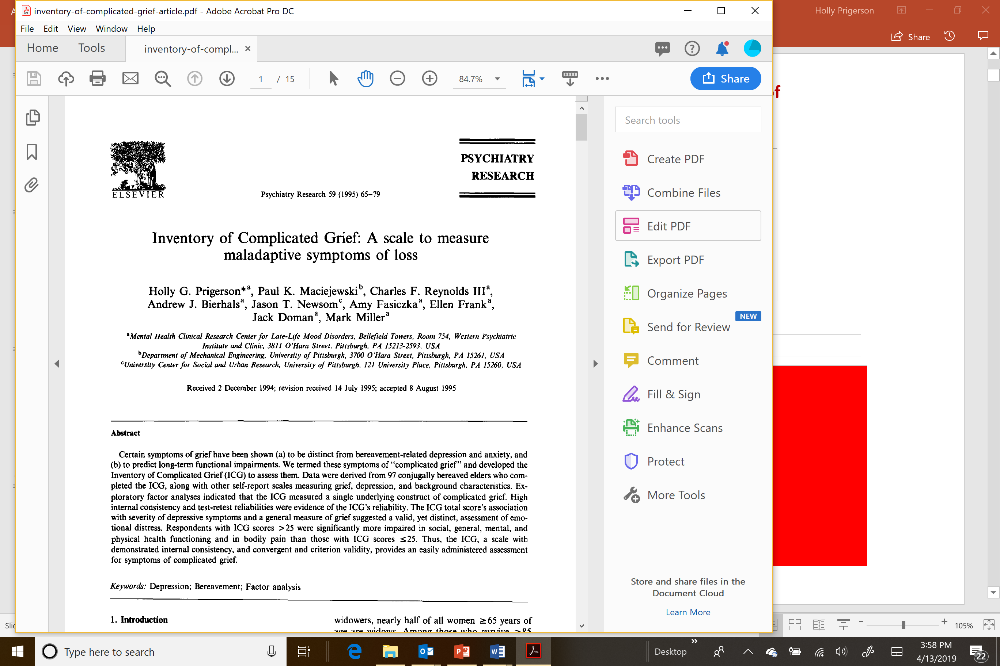 inventory-of-complicated-grief-article.pdf - Adobe Acrobat Pro DC
Holly Prigerson
File Edit View Window Help
Share
Home Tools inventory-of-compl...
1 / 15
84.7%
Share
of
Search tools
Create PDF
Combine Files
Edit PDF
Export PDF
Organize Pages
NEW
Send for Review
Comment
Fill & Sign
Enhance Scans
Protect
More Tools
Store and share files in the
Document Cloud
Learn More
ELSEVIER
Psychiatry Research 59 (1995) 65–79
PSYCHIATRY
RESEARCH
Inventory of Complicated Grief: A scale to measure
maladaptive symptoms of loss
Holly G. Prigerson*a, Paul K. Maciejewskib, Charles F. Reynolds IIIa,
Andrew J. Bierhalsa, Jason T. Newsomc, Amy Fasiczkaa, Ellen Franka,
Jack Domana, Mark Millera
aMental Health Clinical Research Center for Late-Life Mood Disorders, Bellefield Towers, Room 754, Western Psychiatric
Institute and Clinic, 3811 O'Hara Street, Pittsburgh, PA 15213-2593, USA
bDepartment of Mechanical Engineering, University of Pittsburgh, 3700 O'Hara Street, Pittsburgh, PA 15261, USA
cUniversity Center for Social and Urban Research, University of Pittsburgh, 121 University Place, Pittsburgh, PA 15260, USA
Received 2 December 1994; revision received 14 July 1995; accepted 8 August 1995
Abstract
Certain symptoms of grief have been shown (a) to be distinct from bereavement-related depression and anxiety, and
(b) to predict long-term functional impairments. We termed these symptoms of "complicated grief" and developed the
Inventory of Complicated Grief (ICG) to assess them. Data were derived from 97 conjugally bereaved elders who com-
pleted the ICG, along with other self-report scales measuring grief, depression, and background characteristics. Ex-
ploratory factor analyses indicated that the ICG measured a single underlying construct of complicated grief. High
internal consistency and test-retest reliabilities were evidence of the ICG's reliability. The ICG total score's association
with severity of depressive symptoms and a general measure of grief suggested a valid, yet distinct, assessment of emo-
tional distress. Respondents with ICG scores >25 were significantly more impaired in social, general, mental, and
physical health functioning and in bodily pain than those with ICG scores ≤25. Thus, the ICG, a scale with
demonstrated internal consistency, and convergent and criterion validity, provides an easily administered assessment
for symptoms of complicated grief.
Keywords: Depression; Bereavement; Factor analysis
1. Introduction
widowers, nearly half of all women ≥65 years of
age are widows. Among those who survive ≥85
105%
Type here to search
Desktop
3:58 PM
4/13/2019
22